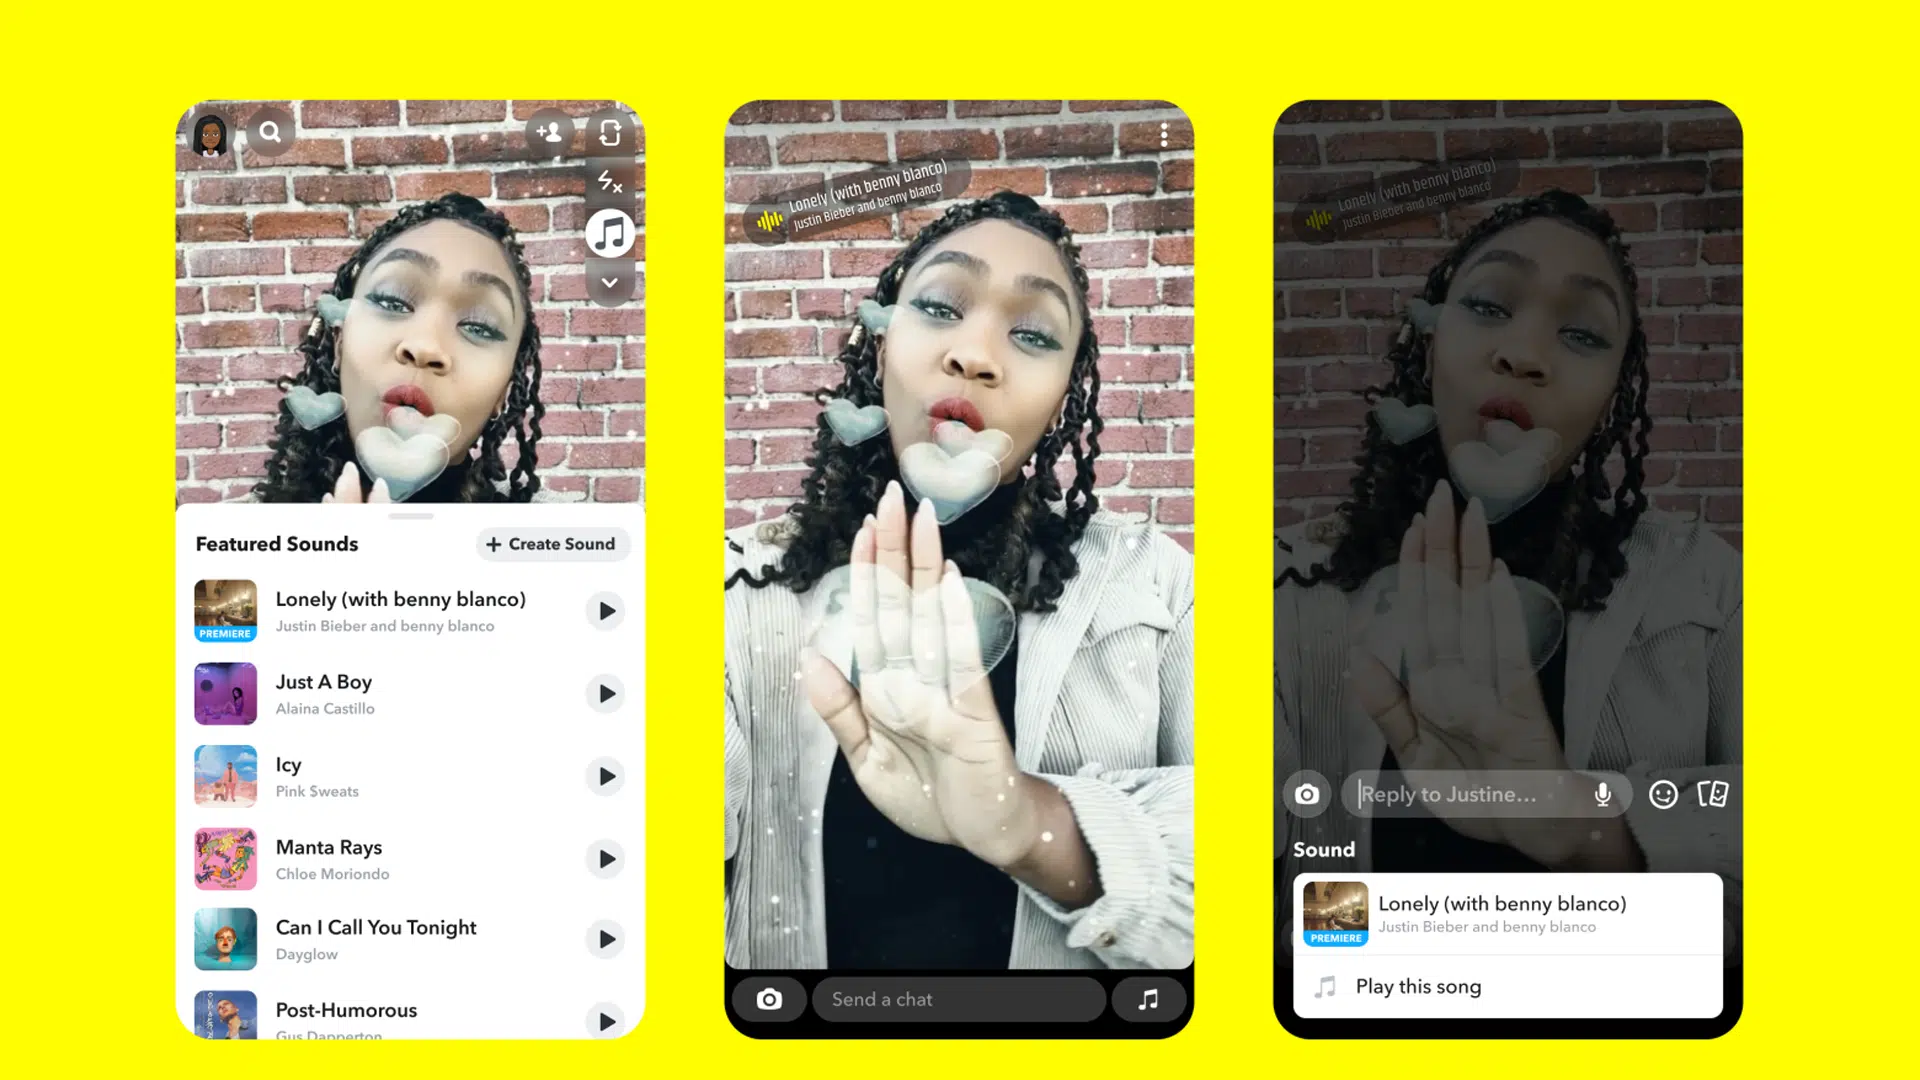 Featured Sounds
+ Create Sound
Lonely (with benny blanco)
Justin Bieber and benny blanco
PREMIERE
Just A Boy
Alaina Castillo
Icy
Pink $weats
Manta Rays
Chloe Moriondo
Can I Call You Tonight
Dayglow
Post-Humorous
Gus Dapperton
Lonely (with benny blanco)
Justin Bieber and benny blanco
Send a chat
Lonely (with benny blanco)
Justin Bieber and benny blanco
Reply to Justine...
Sound
Lonely (with benny blanco)
Justin Bieber and benny blanco
PREMIERE
Play this song